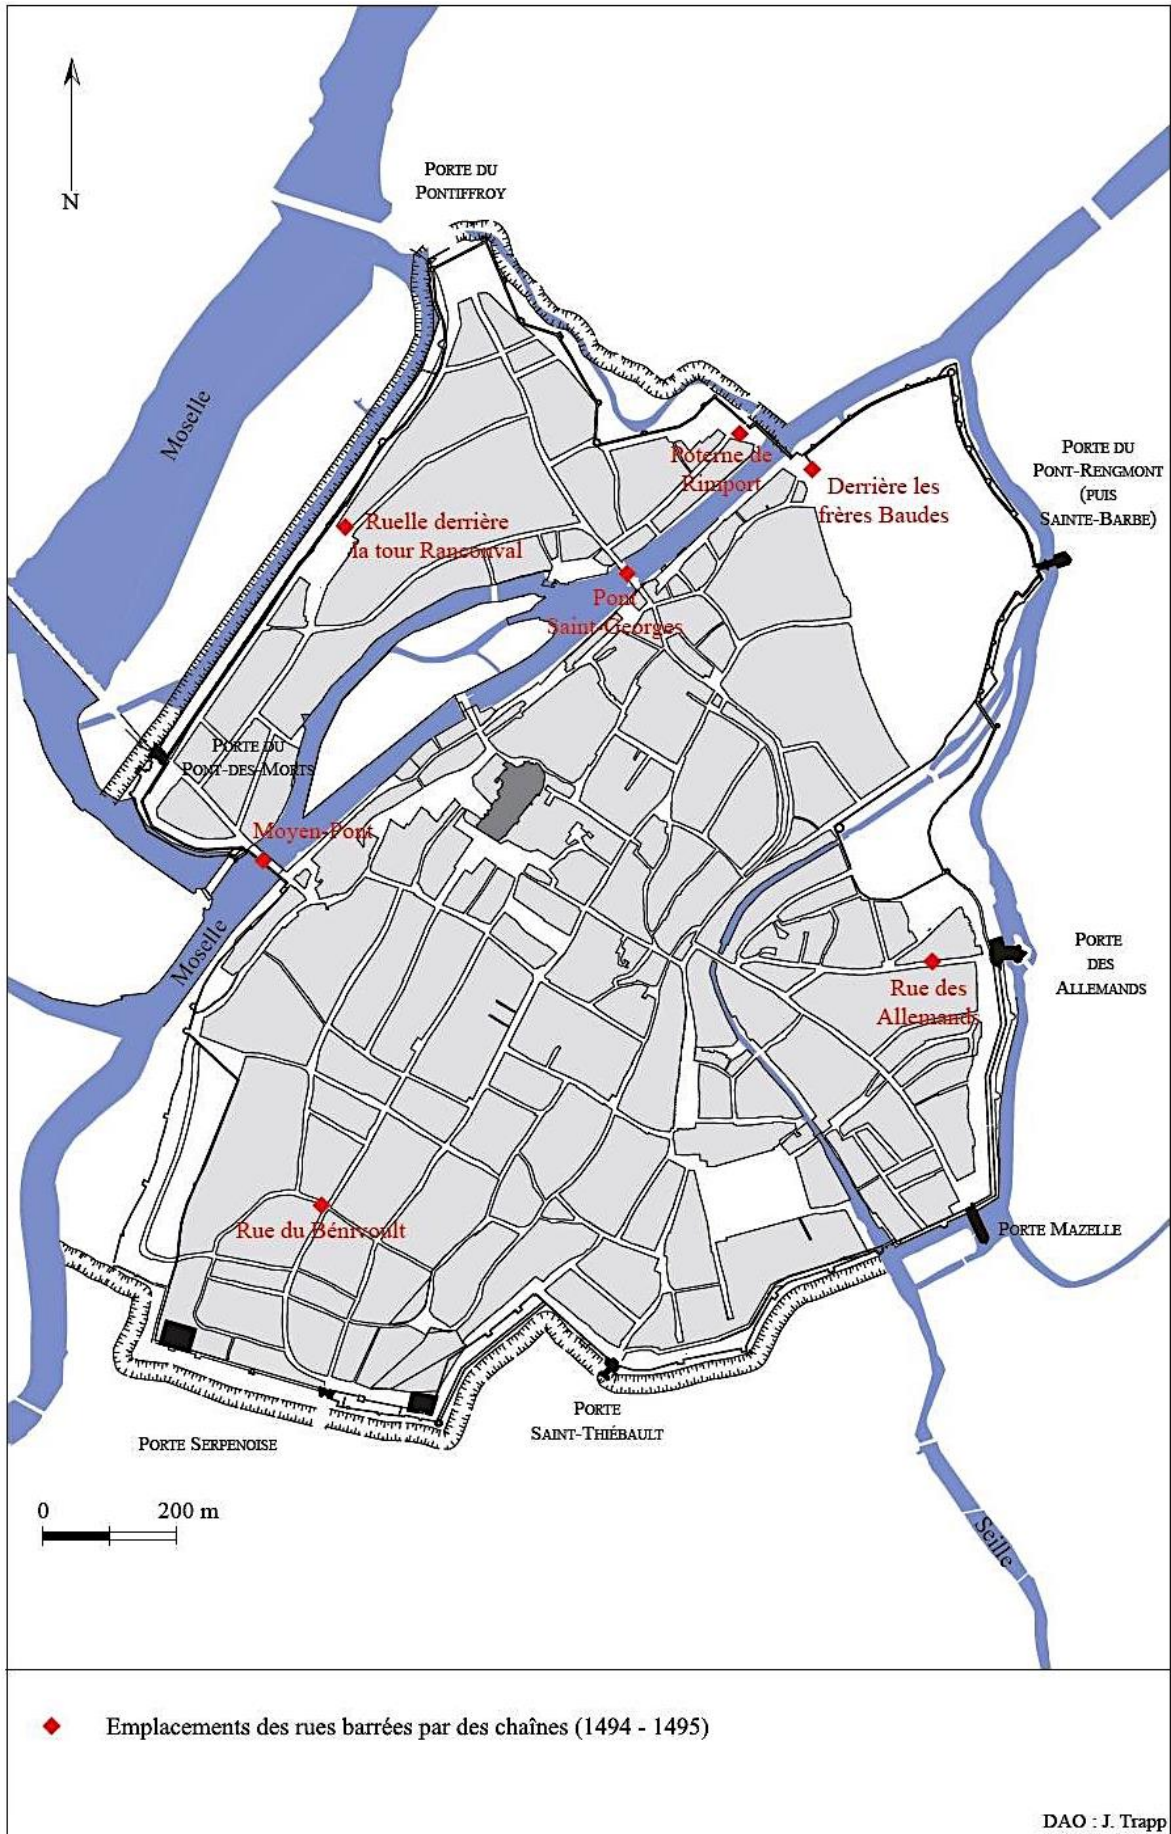 PORTE DU
PONTIFFROY
N
Moselle
PORTE DU
PONT-RENGMONT
(PUIS
SAINTE-BARBE)
Poterne de
Rimport
Derrière les
frères Baudes
Ruelle derrière
la tour Ranconval
Pont
Saint-Georges
PORTE DU
PONT-DES-MORTS
Moyen-Pont
Moselle
PORTE
DES
ALLEMANDS
Rue des
Allemands
Rue du Bénivoult
PORTE MAZELLE
PORTE
SAINT-THIÉBAULT
PORTE SERPENOISE
0 200 m
Seille
Emplacements des rues barrées par des chaînes (1494 - 1495)
DAO : J. Trapp